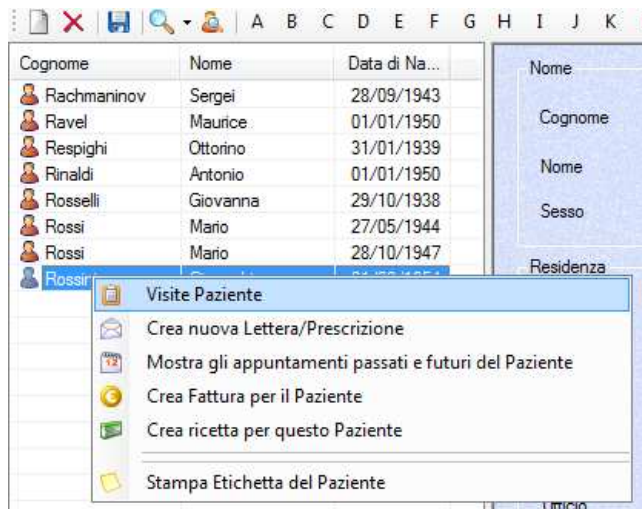 A B C D E F G H I J K
Cognome Nome Data di Na...
Rachmaninov Sergei 28/09/1943
Ravel Maurice 01/01/1950
Respighi Ottorino 31/01/1939
Rinaldi Antonio 01/01/1950
Rosselli Giovanna 29/10/1938
Rossi Mario 27/05/1944
Rossi Mario 28/10/1947
Nome
Cognome
Nome
Sesso
Residenza
Visite Paziente
Crea nuova Lettera/Prescrizione
12
Mostra gli appuntamenti passati e futuri del Paziente
Crea Fattura per il Paziente
Crea ricetta per questo Paziente
Stampa Etichetta del Paziente